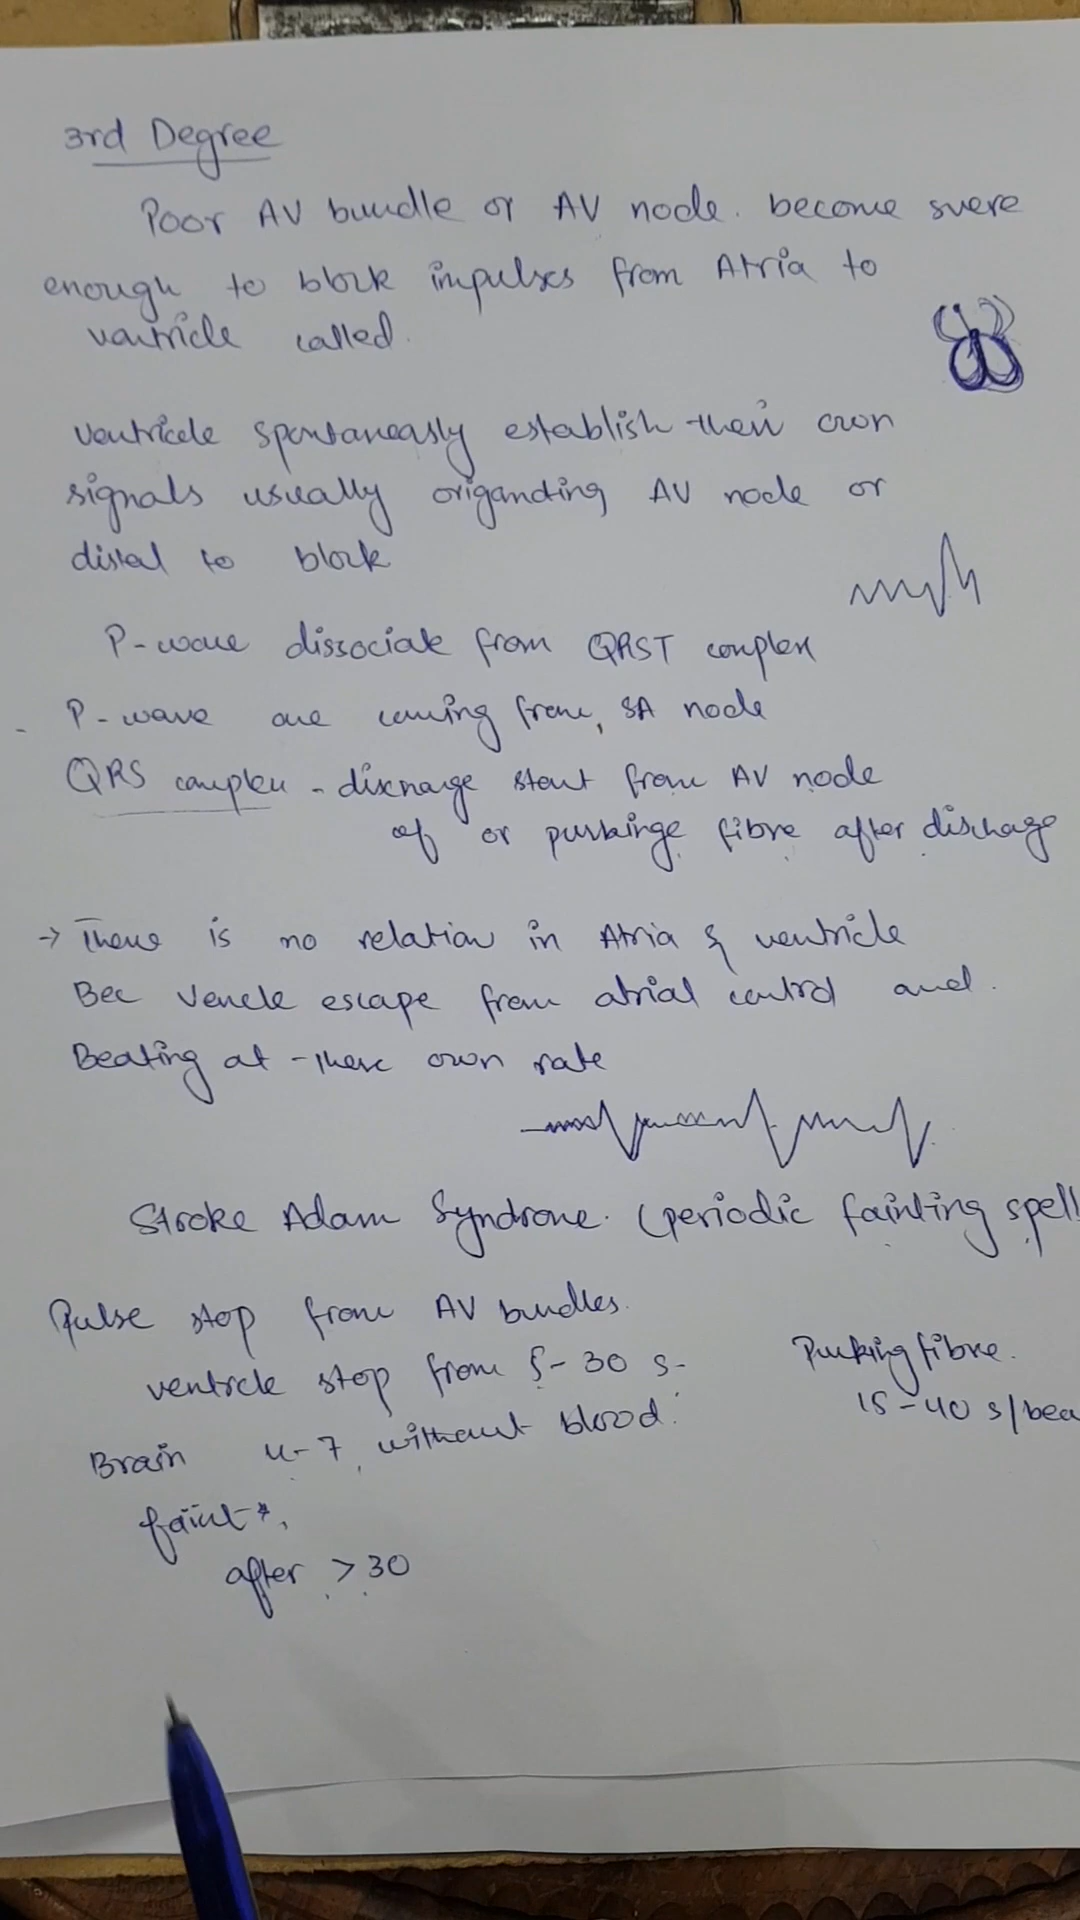 3rd Degree
Poor AV bundle or AV node. become svere
enough to block impulses from Atria to
ventricle called.
ventricle spontaneasly establish their own
signals usually origanding AV node or
distal to block
P-wave dissociate from QRST complex
P-wave are coming from, SA node
QRS complex - discharge start from AV node
or purkinge fibre after discharge
→ There is no relation in Atria & ventricle
Bec Vencle escape from atrial control and.
Beating at there own rate
Stroke Adam Syndrone. (periodic fainting spell
Pulse stop from AV bundles.
ventricle stop from 5-30 s-
Purking fibre.
15-40 s/bea
Brain 4-7 without blood.
faint
after > 30